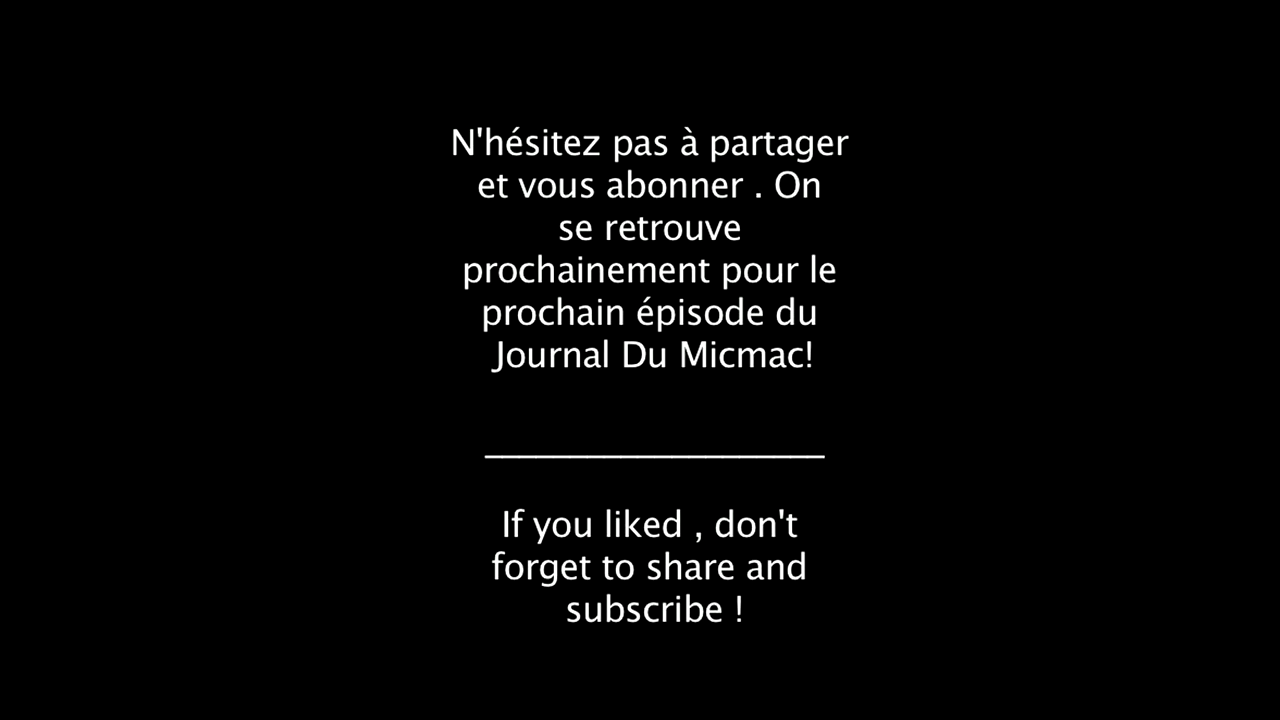 N'hésitez pas à partager
et vous abonner . On
se retrouve
prochainement pour le
prochain épisode du
Journal Du Micmac!
____________________
If you liked , don't
forget to share and
subscribe !